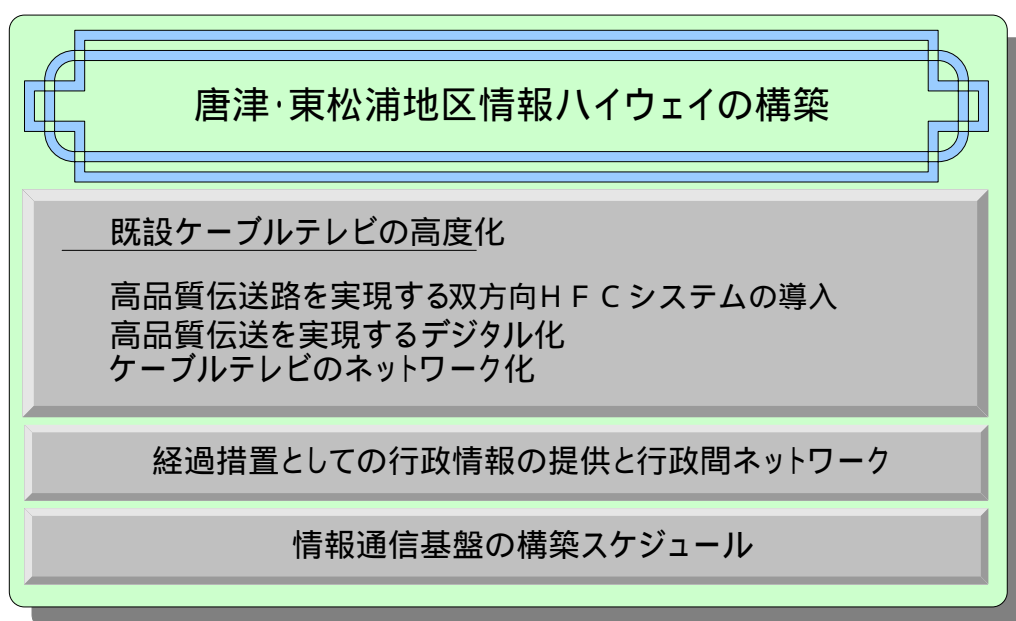 唐津･東松浦地区情報ハイウェイの構築
既設ケーブルテレビの高度化
高品質伝送路を実現する双方向ＨＦＣシステムの導入
高品質伝送を実現するデジタル化
ケーブルテレビのネットワーク化
経過措置としての行政情報の提供と行政間ネットワーク
情報通信基盤の構築スケジュール